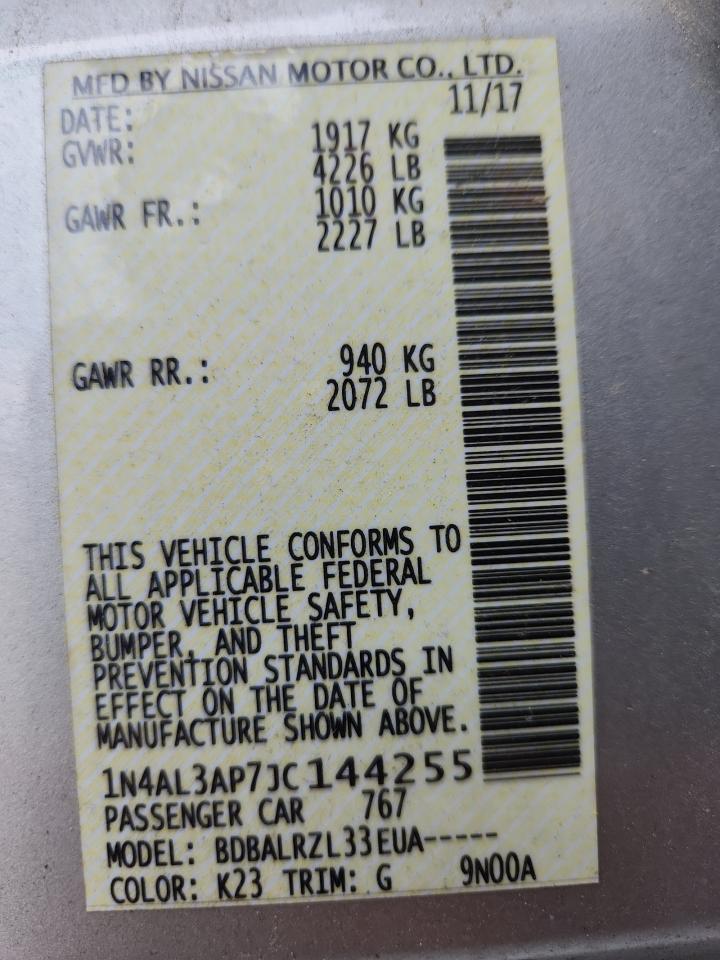 MFD BY NISSAN MOTOR CO., LTD.
DATE: 11/17
GVWR: 1917 KG
4226 LB
GAWR FR.: 1010 KG
2227 LB
GAWR RR.: 940 KG
2072 LB
THIS VEHICLE CONFORMS TO
ALL APPLICABLE FEDERAL
MOTOR VEHICLE SAFETY,
BUMPER, AND THEFT
PREVENTION STANDARDS IN
EFFECT ON THE DATE OF
MANUFACTURE SHOWN ABOVE.
1N4AL3AP7JC144255
PASSENGER CAR 767
MODEL: BDBALRZL33EUA-----
COLOR: K23 TRIM: G 9N00A